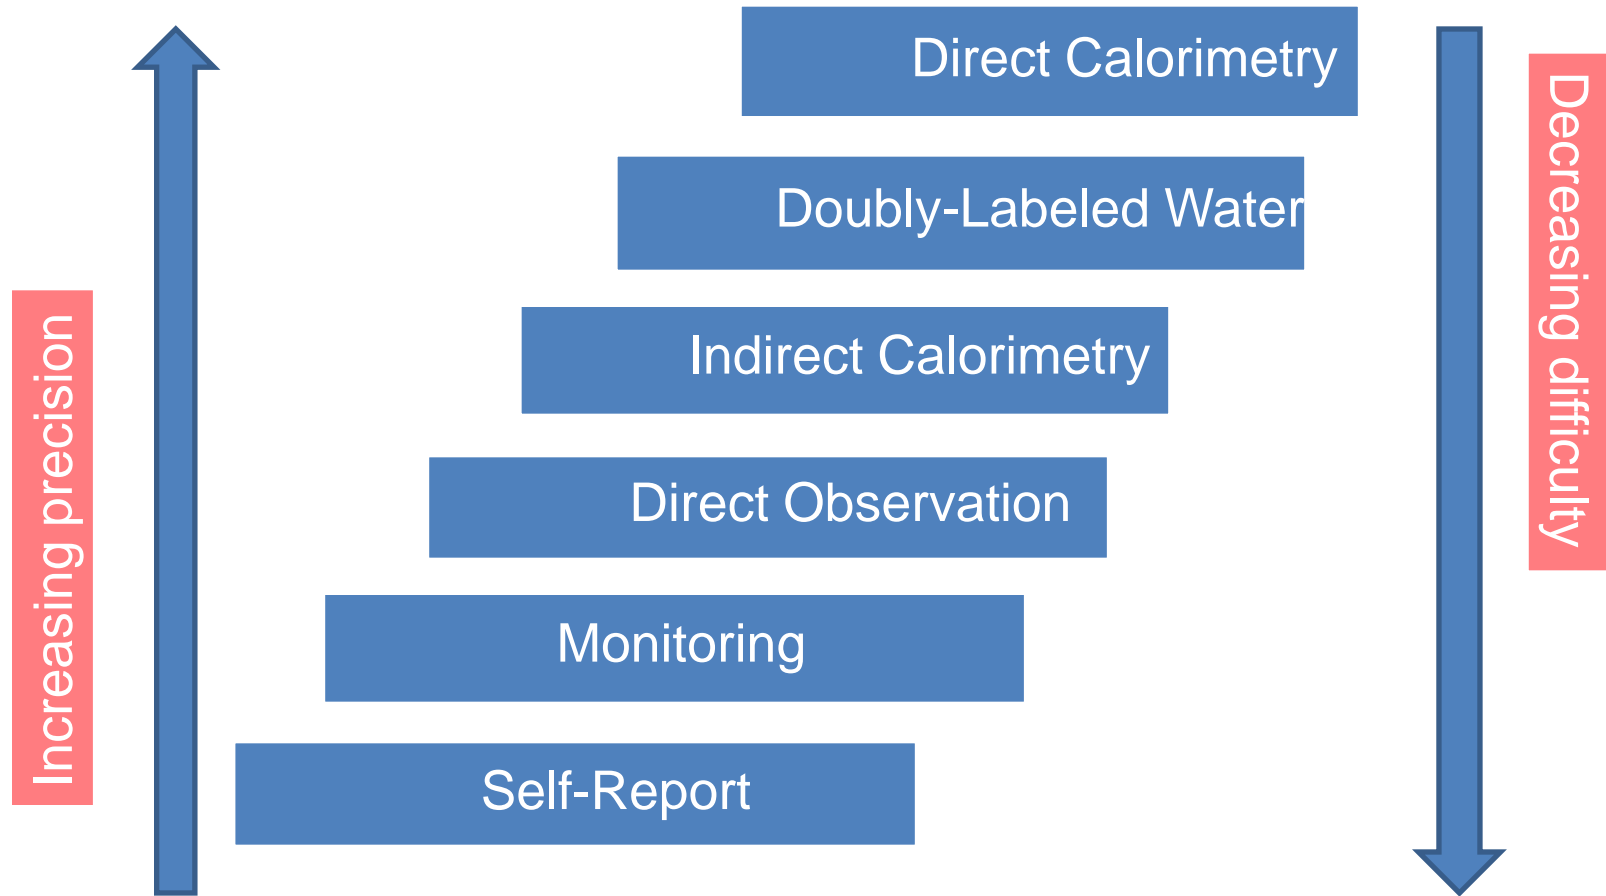 Direct Calorimetry
Doubly-Labeled Water
Indirect Calorimetry
Direct Observation
Monitoring
Self-Report
Increasing precision
Decreasing difficulty